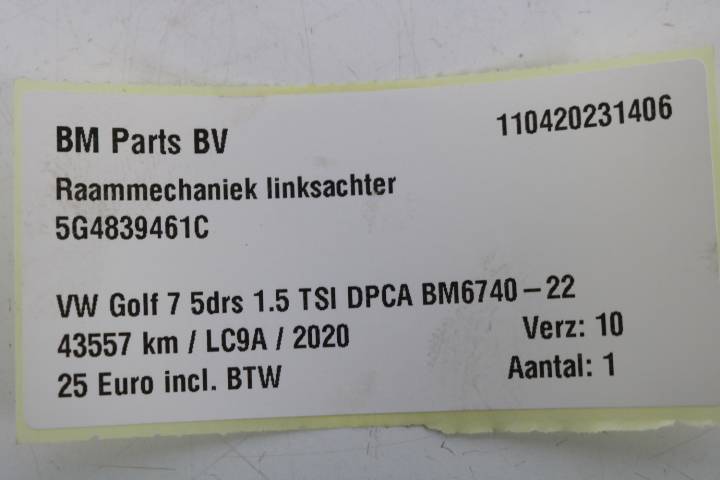 BM Parts BV 110420231406
Raammechaniek linksachter
5G4839461C
VW Golf 7 5drs 1.5 TSI DPCA BM6740-22
43557 km / LC9A / 2020 Verz: 10
25 Euro incl. BTW Aantal: 1